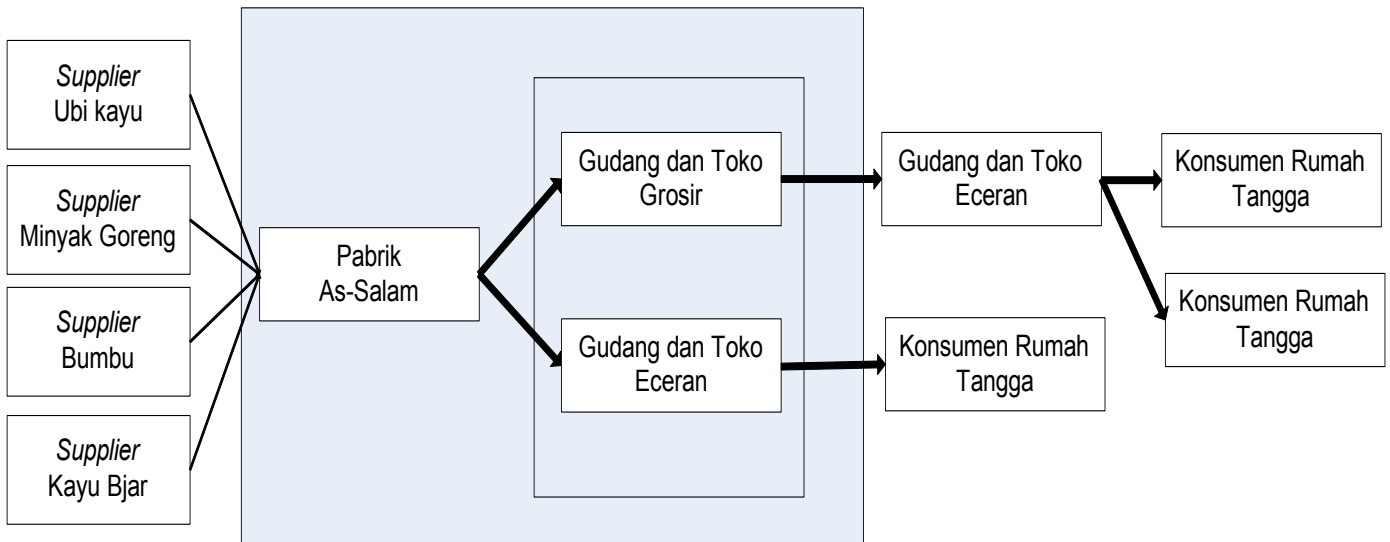 Supplier
Ubi kayu
Supplier
Minyak Goreng
Supplier
Bumbu
Supplier
Kayu Bjar
Pabrik
As-Salam
Gudang dan Toko
Grosir
Gudang dan Toko
Eceran
Gudang dan Toko
Eceran
Konsumen Rumah
Tangga
Konsumen Rumah
Tangga
Konsumen Rumah
Tangga